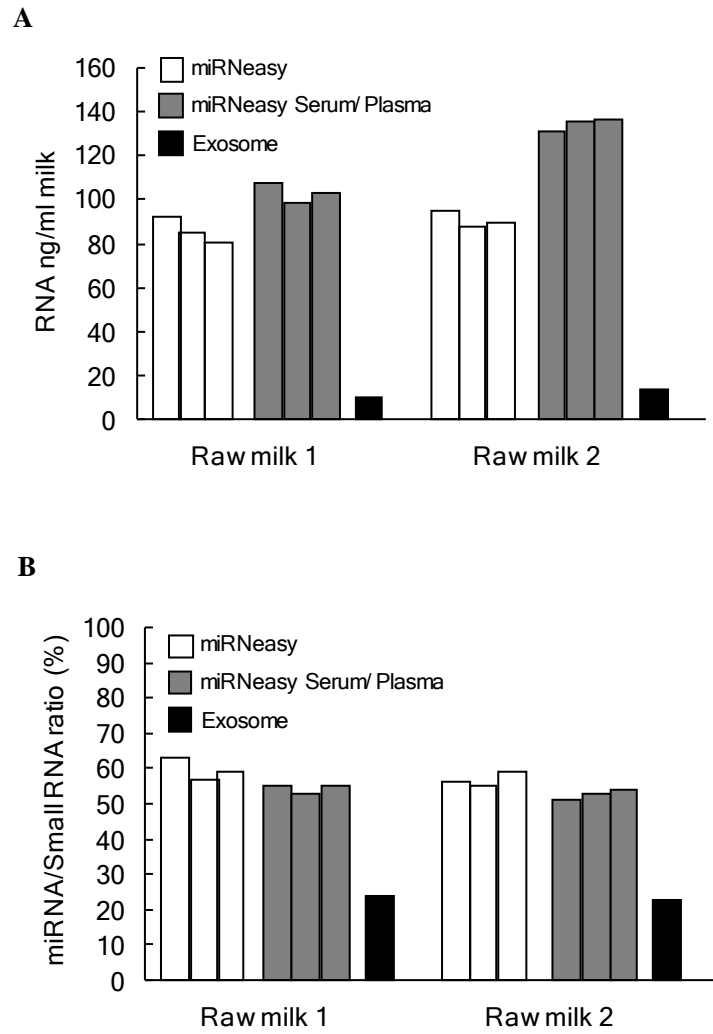 A
RNA ng/ml milk
160
140
120
100
80
60
40
20
0
miRNeasy
miRNeasy Serum/ Plasma
Exosome
Raw milk 1
Raw milk 2
B
miRNA/Small RNA ratio (%)
100
90
80
70
60
50
40
30
20
10
0
miRNeasy
miRNeasy Serum/ Plasma
Exosome
Raw milk 1
Raw milk 2